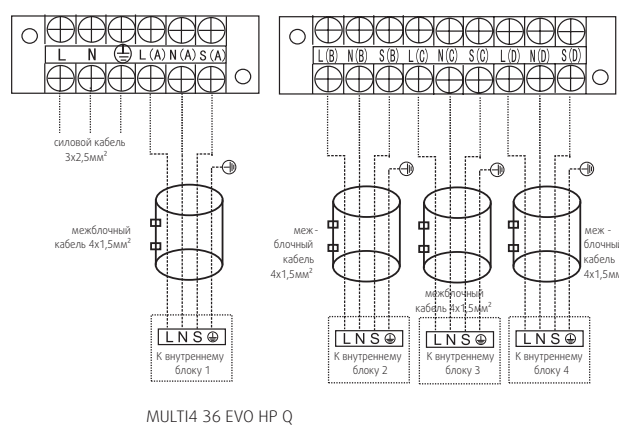 L N L(A) N(A) S(A)
L(B) N(B) S(B) L(C) N(C) S(C) L(D) N(D) S(D)
силовой кабель
3x2,5мм²
межблочный
кабель 4x1,5мм²
меж -
блочный
кабель
4x1,5мм²
межблочный
кабель 4x1,5мм²
меж -
блочный
кабель
4x1,5мм
L N S
К внутреннему
блоку 1
L N S
К внутреннему
блоку 2
L N S
К внутреннему
блоку 3
L N S
К внутреннему
блоку 4
MULTI4 36 EVO HP Q